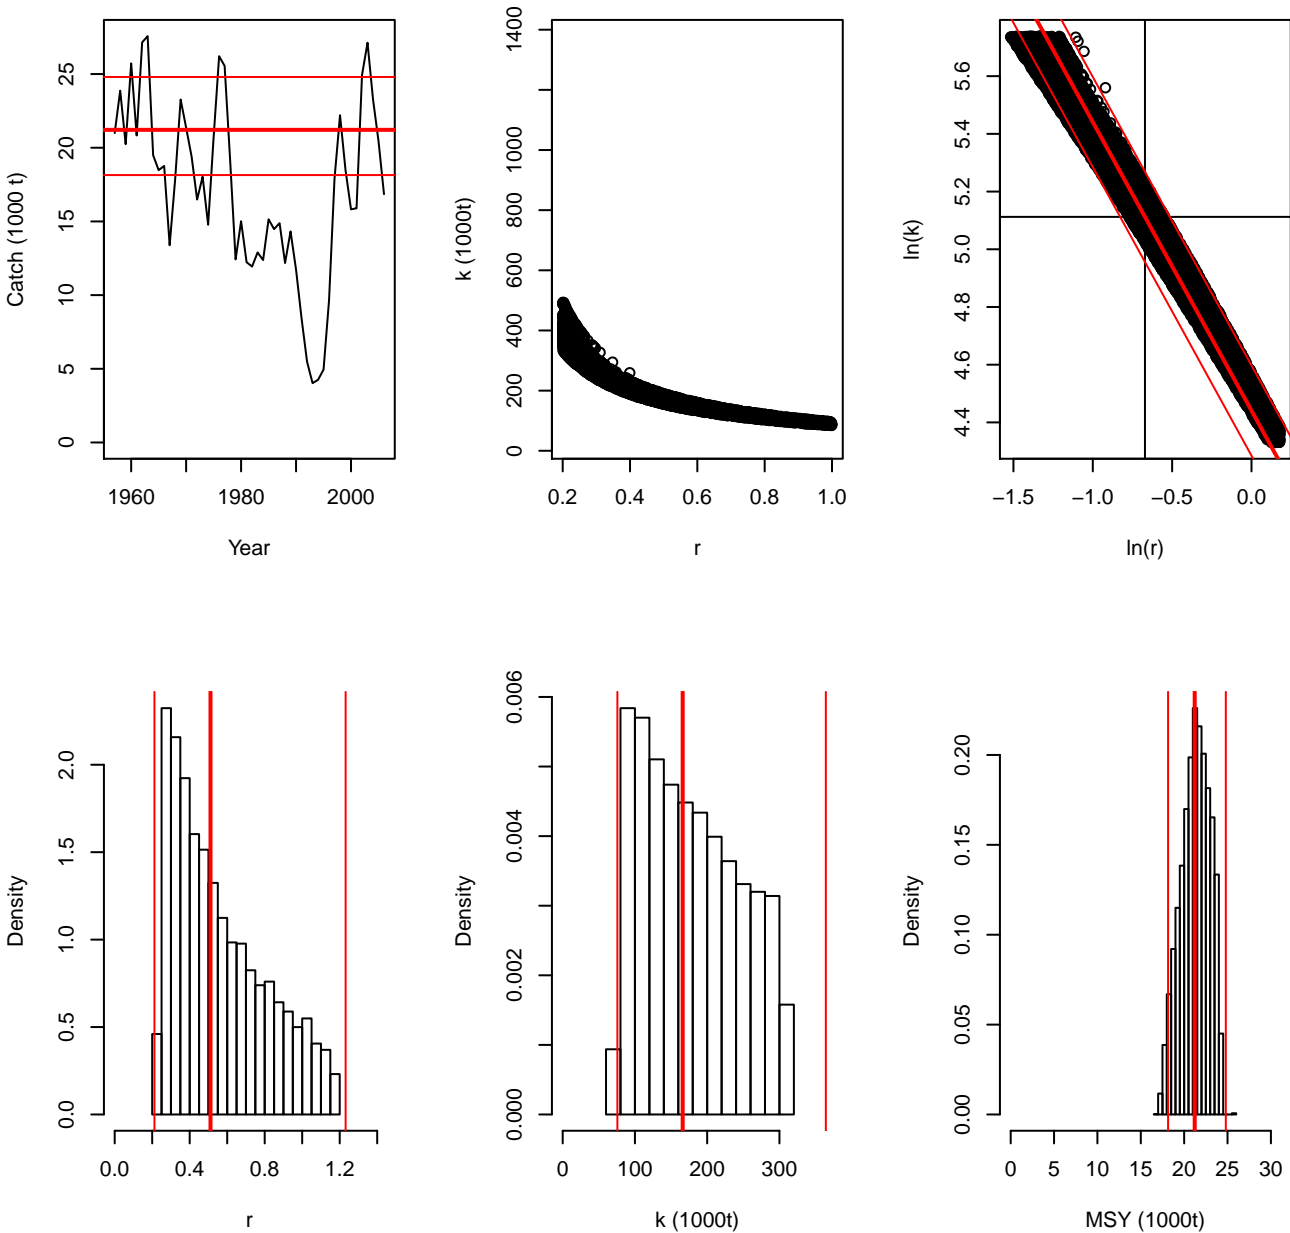 Catch (1000 t)
0 5 10 15 20 25
1960 1980 2000
Year
k (1000t)
0 200 400 600 800 1000 1400
0.2 0.4 0.6 0.8 1.0
r
ln(k)
4.4 4.6 4.8 5.0 5.2 5.4 5.6
−1.5 −1.0 −0.5 0.0
ln(r)
Density
0.0 0.5 1.0 1.5 2.0
0.0 0.4 0.8 1.2
r
Density
0.000 0.002 0.004 0.006
0 100 200 300
k (1000t)
Density
0.00 0.05 0.10 0.15 0.20
0 5 10 15 20 25 30
MSY (1000t)